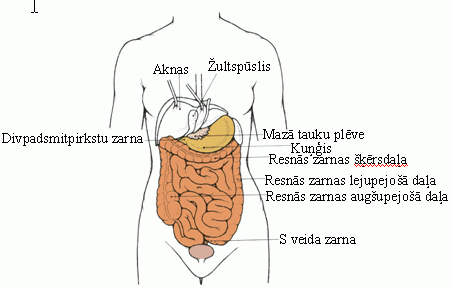 Aknas
Žultspūslis
Divpadsmitpirkstu zarna
Mazā tauku plēve
Kuņģis
Resnās zarnas šķērsdaļa
Resnās zarnas lejupejošā daļa
Resnās zarnas augšupejošā daļa
S veida zarna